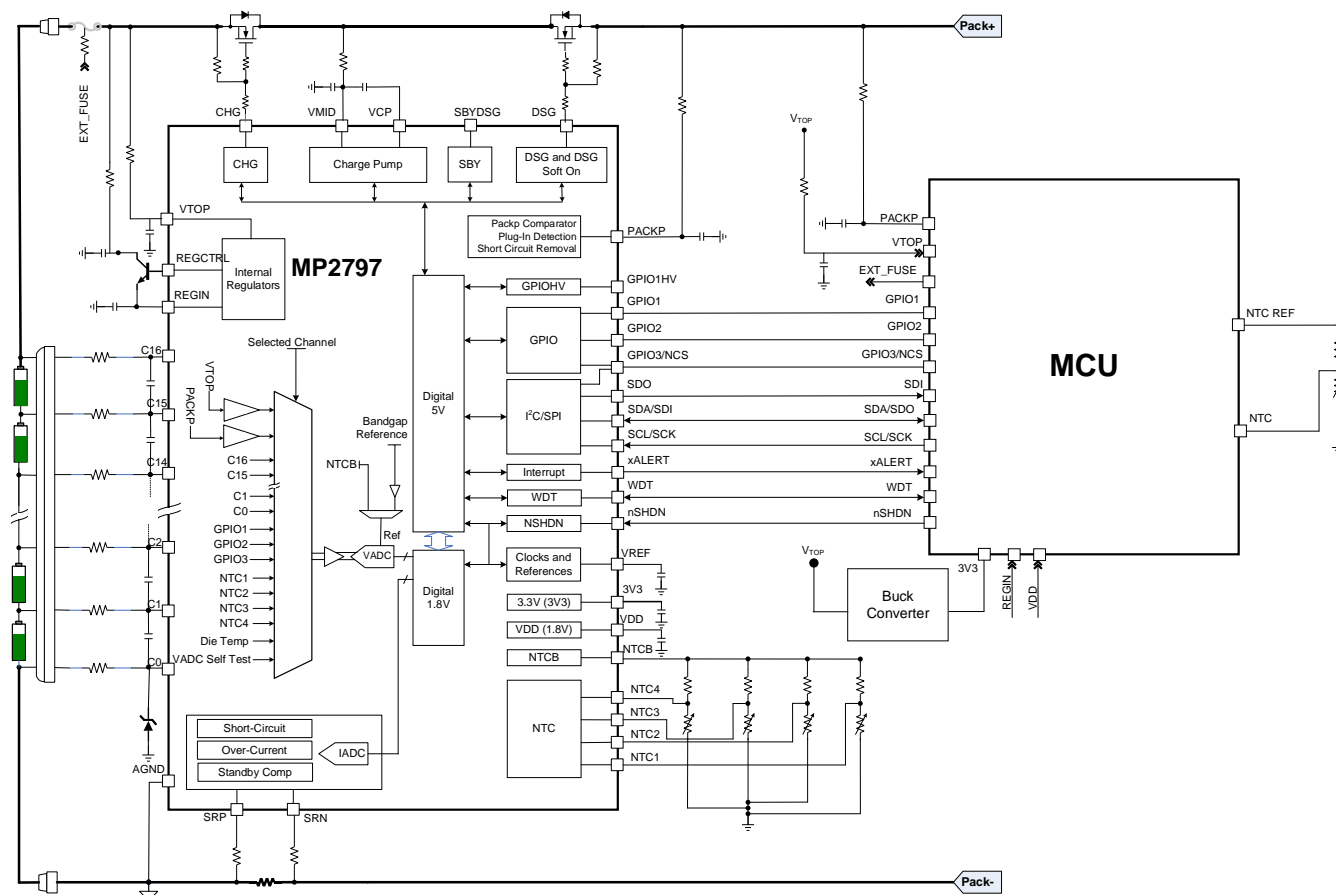 Pack+
EXT_FUSE
CHG
VMID
VCP
SBYDSG
DSG
CHG
Charge Pump
SBY
DSG and DSG
Soft On
VTOP
REGCTRL
REGIN
Internal
Regulators
MP2797
Packp Comparator
Plug-In Detection
Short Circuit Removal
PACKP
GPIOHV
GPIO1HV
GPIO
GPIO1
GPIO2
GPIO3/NCS
I²C/SPI
SDO
SDA/SDI
SCL/SCK
Interrupt
xALERT
WDT
WDT
NSHDN
nSHDN
Clocks and
References
VREF
3.3V (3V3)
3V3
VDD (1.8V)
VDD
NTCB
NTCB
NTC
NTC4
NTC3
NTC2
NTC1
Digital
5V
Digital
1.8V
Selected Channel
VTOP
PACKP
Bandgap
Reference
NTCB
Ref
VADC
C16
C15
C1
C0
GPIO1
GPIO2
GPIO3
NTC1
NTC2
NTC3
NTC4
Die Temp
VADC Self Test
C16
C15
C14
C2
C1
C0
AGND
Short-Circuit
Over-Current
Standby Comp
IADC
SRP
SRN
VTOP
PACKP
VTOP
EXT_FUSE
GPIO1
GPIO2
GPIO3/NCS
SDI
SDA/SDO
SCL/SCK
xALERT
WDT
nSHDN
MCU
NTC REF
NTC
3V3
REGIN
VDD
VTOP
Buck
Converter
Pack-